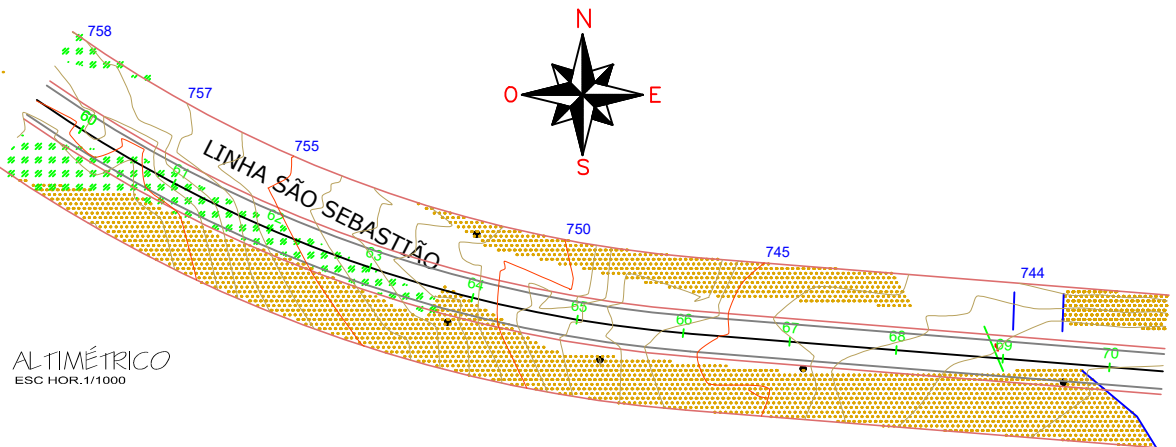 N
758
757
O
E
60
755
S
LINHA SÃO SEBASTIÃO
61
62
750
63
745
744
64
65
66
67
68
69
70
ALTIMÉTRICO
ESC HOR.1/1000